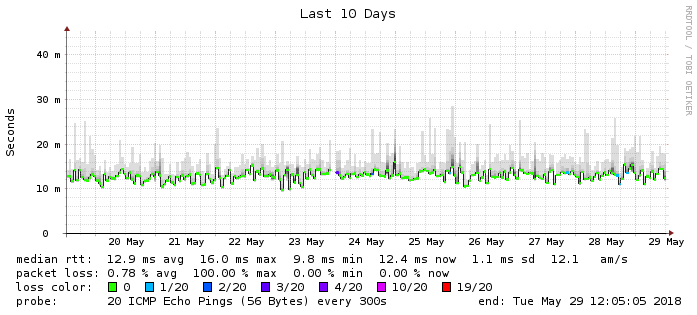 Last 10 Days
RRDTOOL / TOBI OETIKER
Seconds
40 m
30 m
20 m
10 m
0
20 May 21 May 22 May 23 May 24 May 25 May 26 May 27 May 28 May 29 May
median rtt: 12.9 ms avg 16.0 ms max 9.8 ms min 12.4 ms now 1.1 ms sd 12.1 am/s
packet loss: 0.78 % avg 100.00 % max 0.00 % min 0.00 % now
loss color: 0 1/20 2/20 3/20 4/20 10/20 19/20
probe: 20 ICMP Echo Pings (56 Bytes) every 300s end: Tue May 29 12:05:05 2018